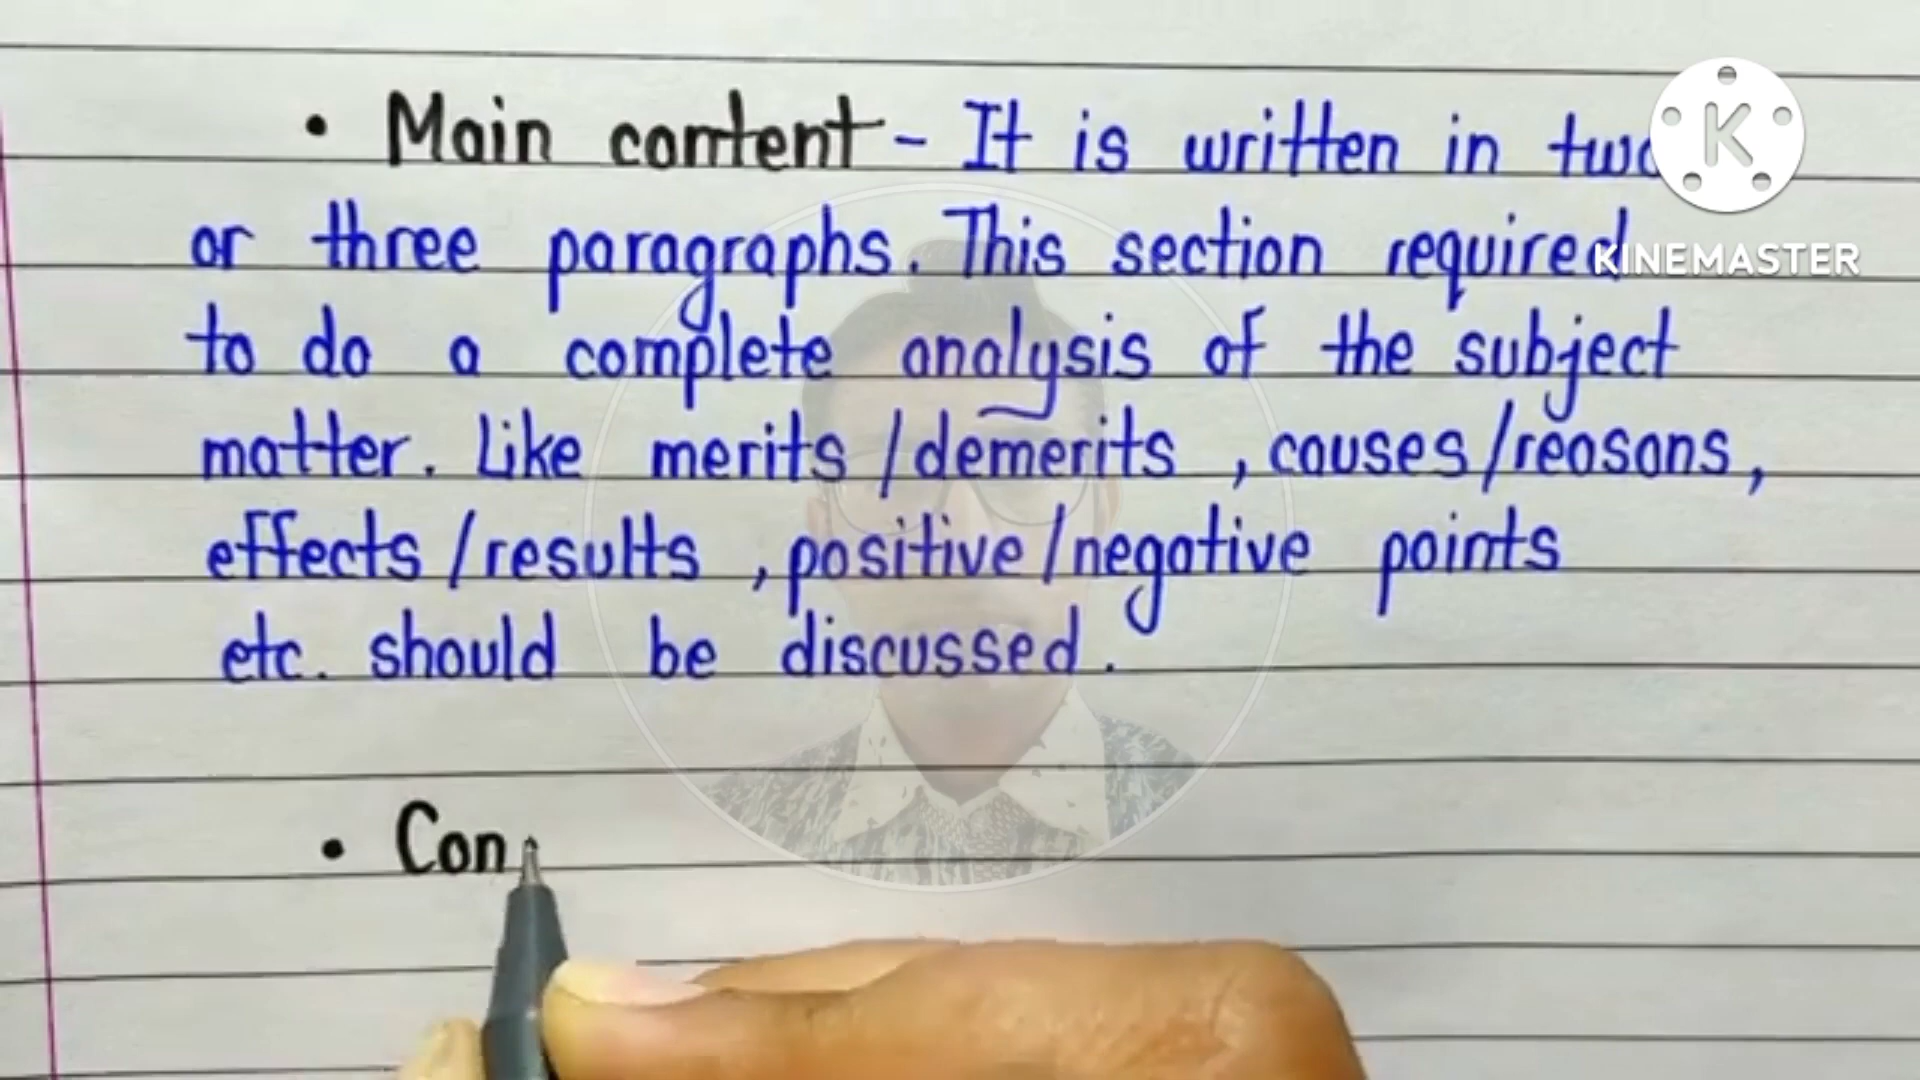 • Main content - It is written in two
or three paragraphs. This section required
to do a complete analysis of the subject
matter. Like merits / demerits , causes/reasons,
effects / results , positive / negative points
etc. should be discussed.
• Con
K
KINEMASTER